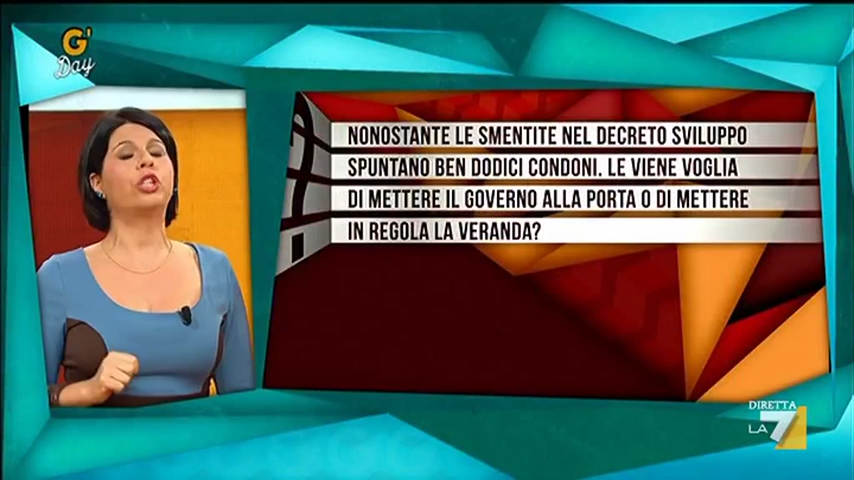 G'
Day
NONOSTANTE LE SMENTITE NEL DECRETO SVILUPPO
SPUNTANO BEN DODICI CONDONI. LE VIENE VOGLIA
DI METTERE IL GOVERNO ALLA PORTA O DI METTERE
IN REGOLA LA VERANDA?
DIRETTA
LA 7